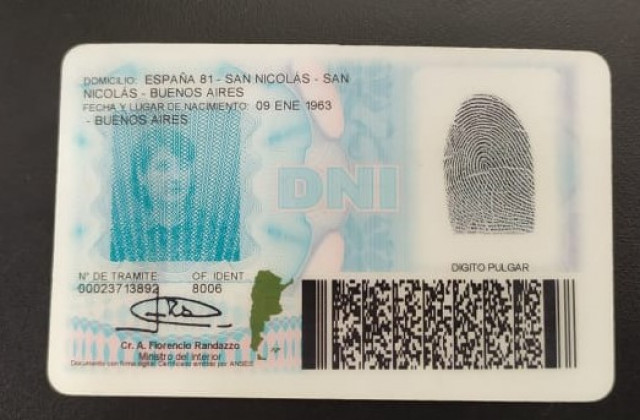 DOMICILIO: ESPAÑA 81 - SAN NICOLÁS - SAN
NICOLÁS - BUENOS AIRES
FECHA Y LUGAR DE NACIMIENTO: 09 ENE 1963
- BUENOS AIRES
DNI
DIGITO PULGAR
N° DE TRAMITE OF. IDENT.
00023713892 8006
Cr. A. Florencio Randazzo
Ministro del Interior
Documento con firma digital. Certificado emitido por ANSES